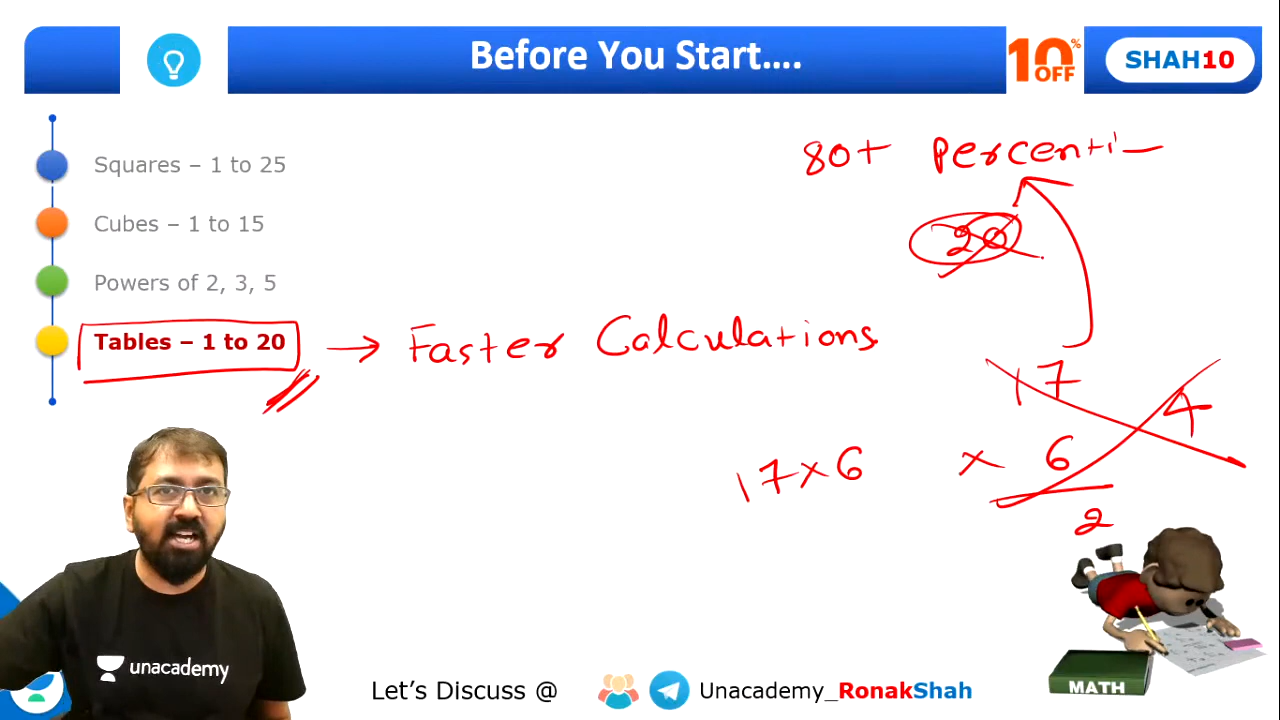 Before You Start....
10% OFF
SHAH10
Squares – 1 to 25
Cubes – 1 to 15
Powers of 2, 3, 5
Tables – 1 to 20
→ Faster Calculations
80+ Percenti
20
17
4
× 6
2
17×6
unacademy
MATH
Let's Discuss @
Unacademy_RonakShah